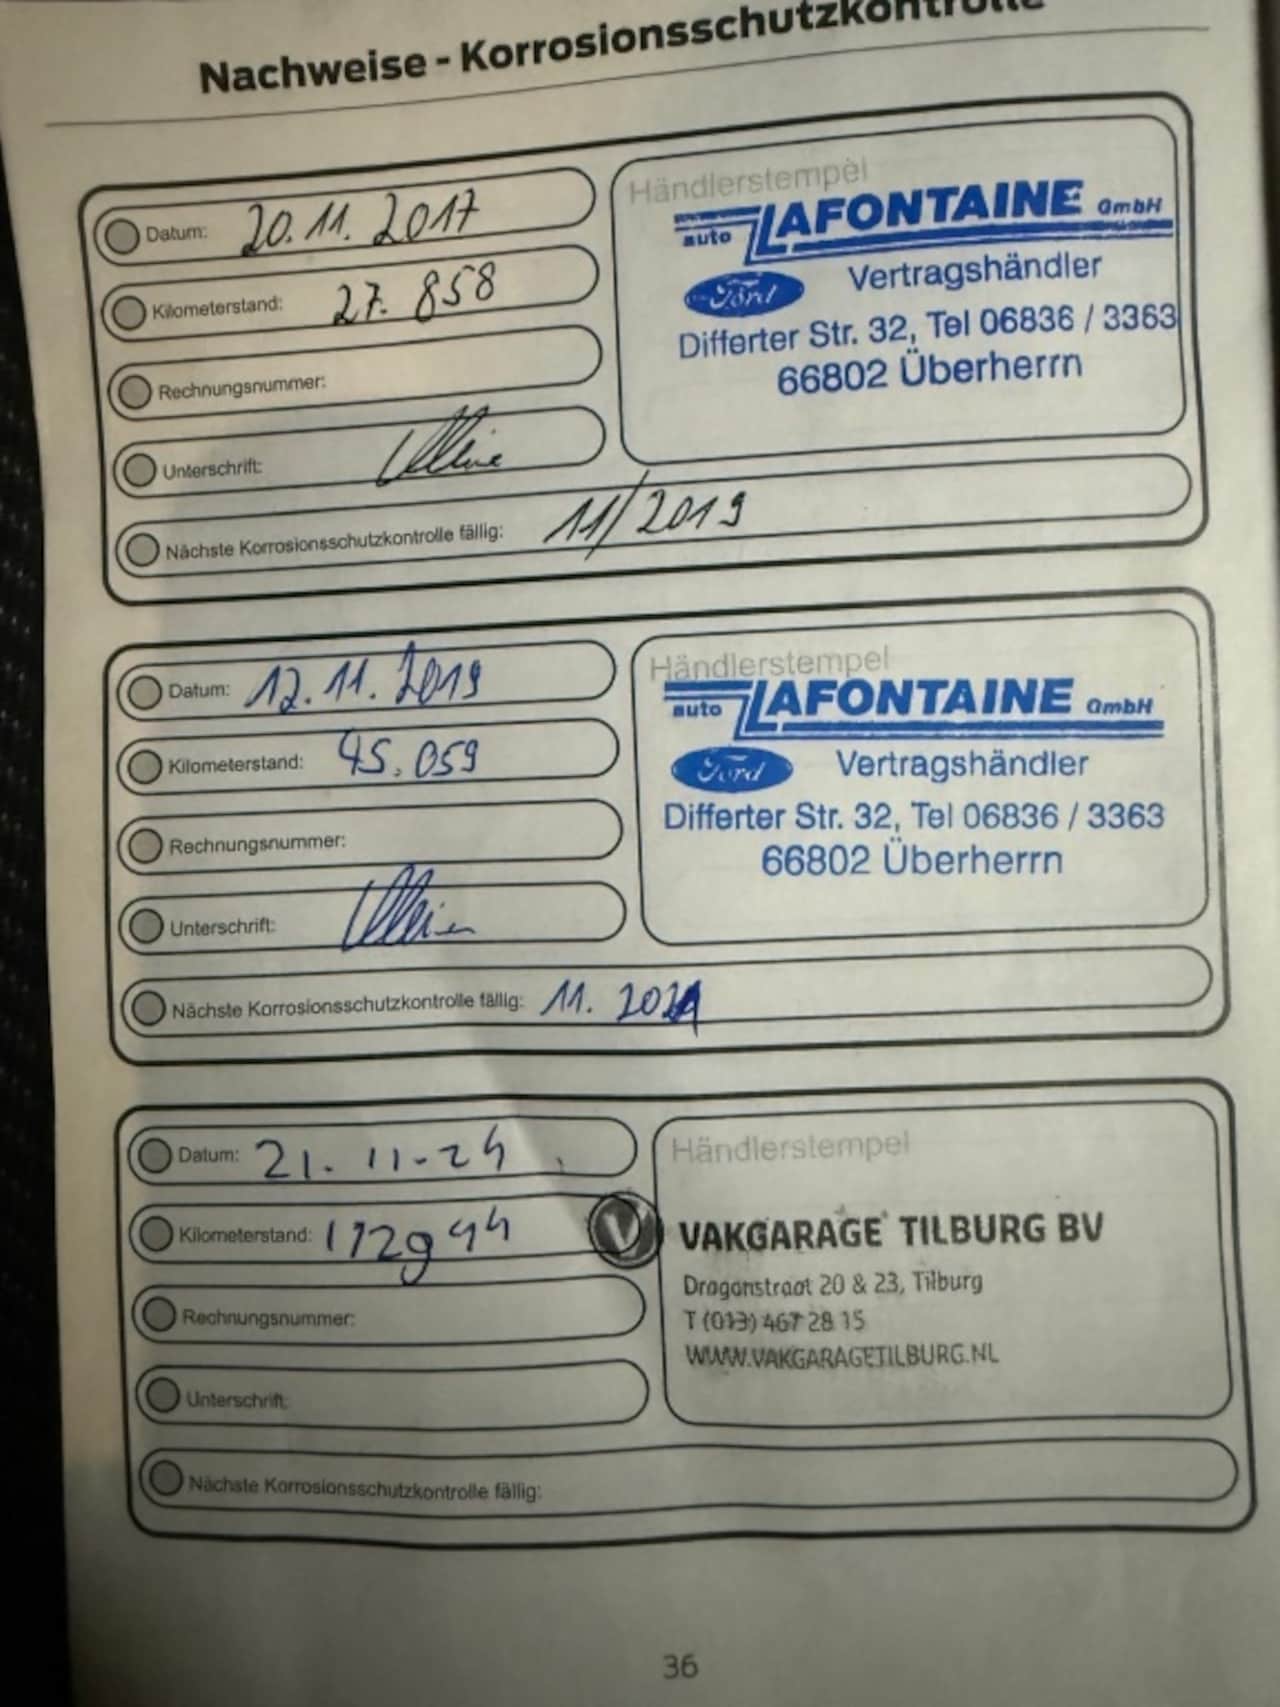 Nachweise - Korrosionsschutzkontrolle
Datum: 20.11.2017
Kilometerstand: 27.858
Rechnungsnummer:
Unterschrift:
Nächste Korrosionsschutzkontrolle fällig: 11/2019
Händlerstempel
auto LAFONTAINE GmbH
Ford Vertragshändler
Differter Str. 32, Tel 06836 / 3363
66802 Überherrn
Datum: 12.11.2019
Kilometerstand: 45.059
Rechnungsnummer:
Unterschrift:
Nächste Korrosionsschutzkontrolle fällig: 11. 2021
Händlerstempel
auto LAFONTAINE GmbH
Ford Vertragshändler
Differter Str. 32, Tel 06836 / 3363
66802 Überherrn
Datum: 21-11-24
Kilometerstand: 172944
Rechnungsnummer:
Unterschrift:
Nächste Korrosionsschutzkontrolle fällig:
Händlerstempel
V VAKGARAGE TILBURG BV
Dragonstraat 20 & 23, Tilburg
T (013) 467 28 15
WWW.VAKGARAGETILBURG.NL
36